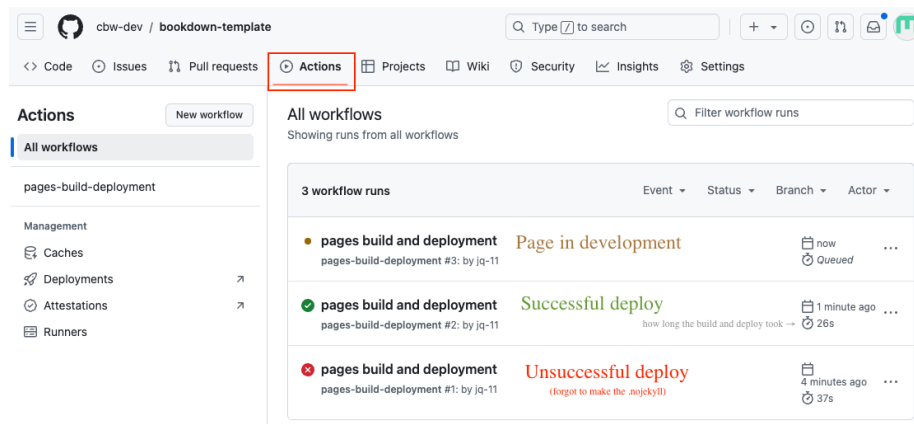 cbw-dev / bookdown-template
Type / to search
Code Issues Pull requests Actions Projects Wiki Security Insights Settings
Actions
New workflow
All workflows
pages-build-deployment
Management
Caches
Deployments
Attestations
Runners
All workflows
Showing runs from all workflows
Filter workflow runs
3 workflow runs
Event Status Branch Actor
pages build and deployment
pages-build-deployment #3: by jq-11
Page in development
now
Queued
pages build and deployment
pages-build-deployment #2: by jq-11
Successful deploy
how long the build and deploy took →
1 minute ago
26s
pages build and deployment
pages-build-deployment #1: by jq-11
Unsuccessful deploy
(forgot to make the .nojekyll)
4 minutes ago
37s